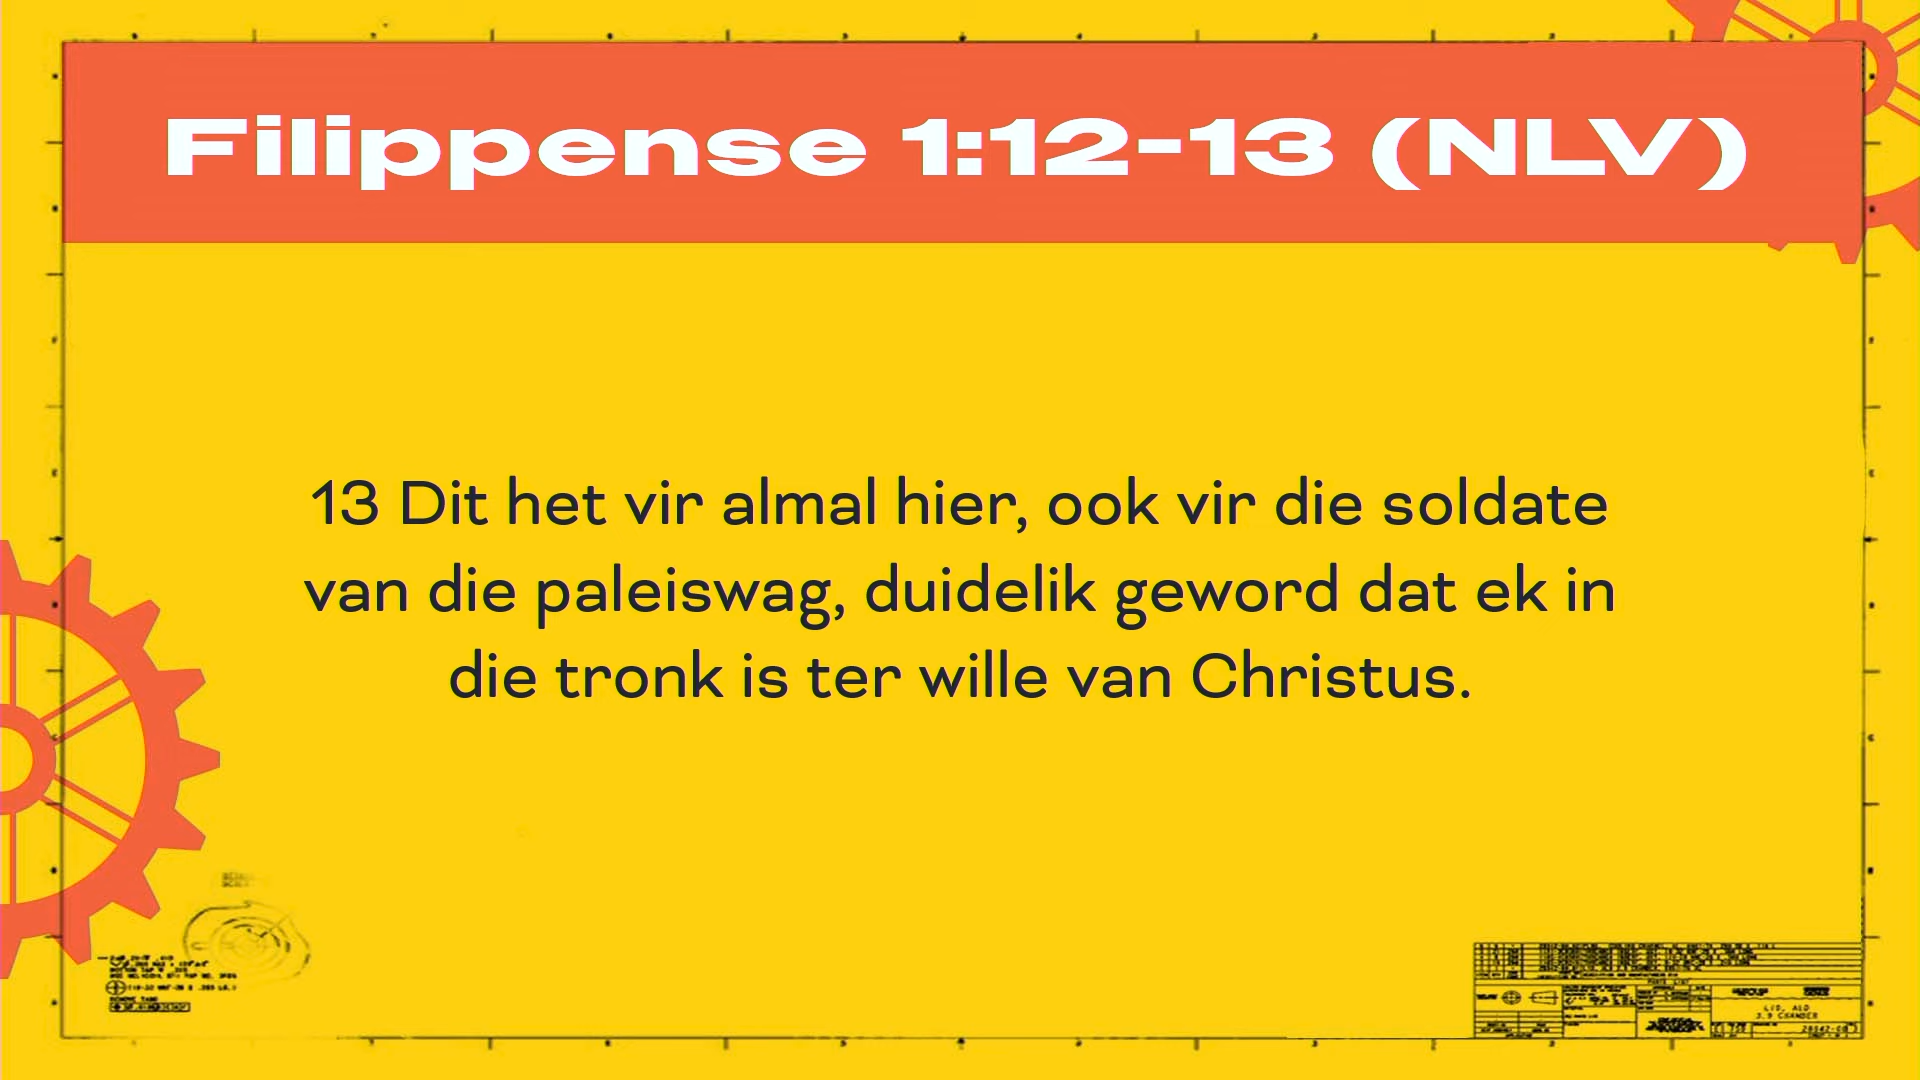 Filippense 1:12-13 (NLV)
13 Dit het vir almal hier, ook vir die soldate
van die paleiswag, duidelik geword dat ek in
die tronk is ter wille van Christus.